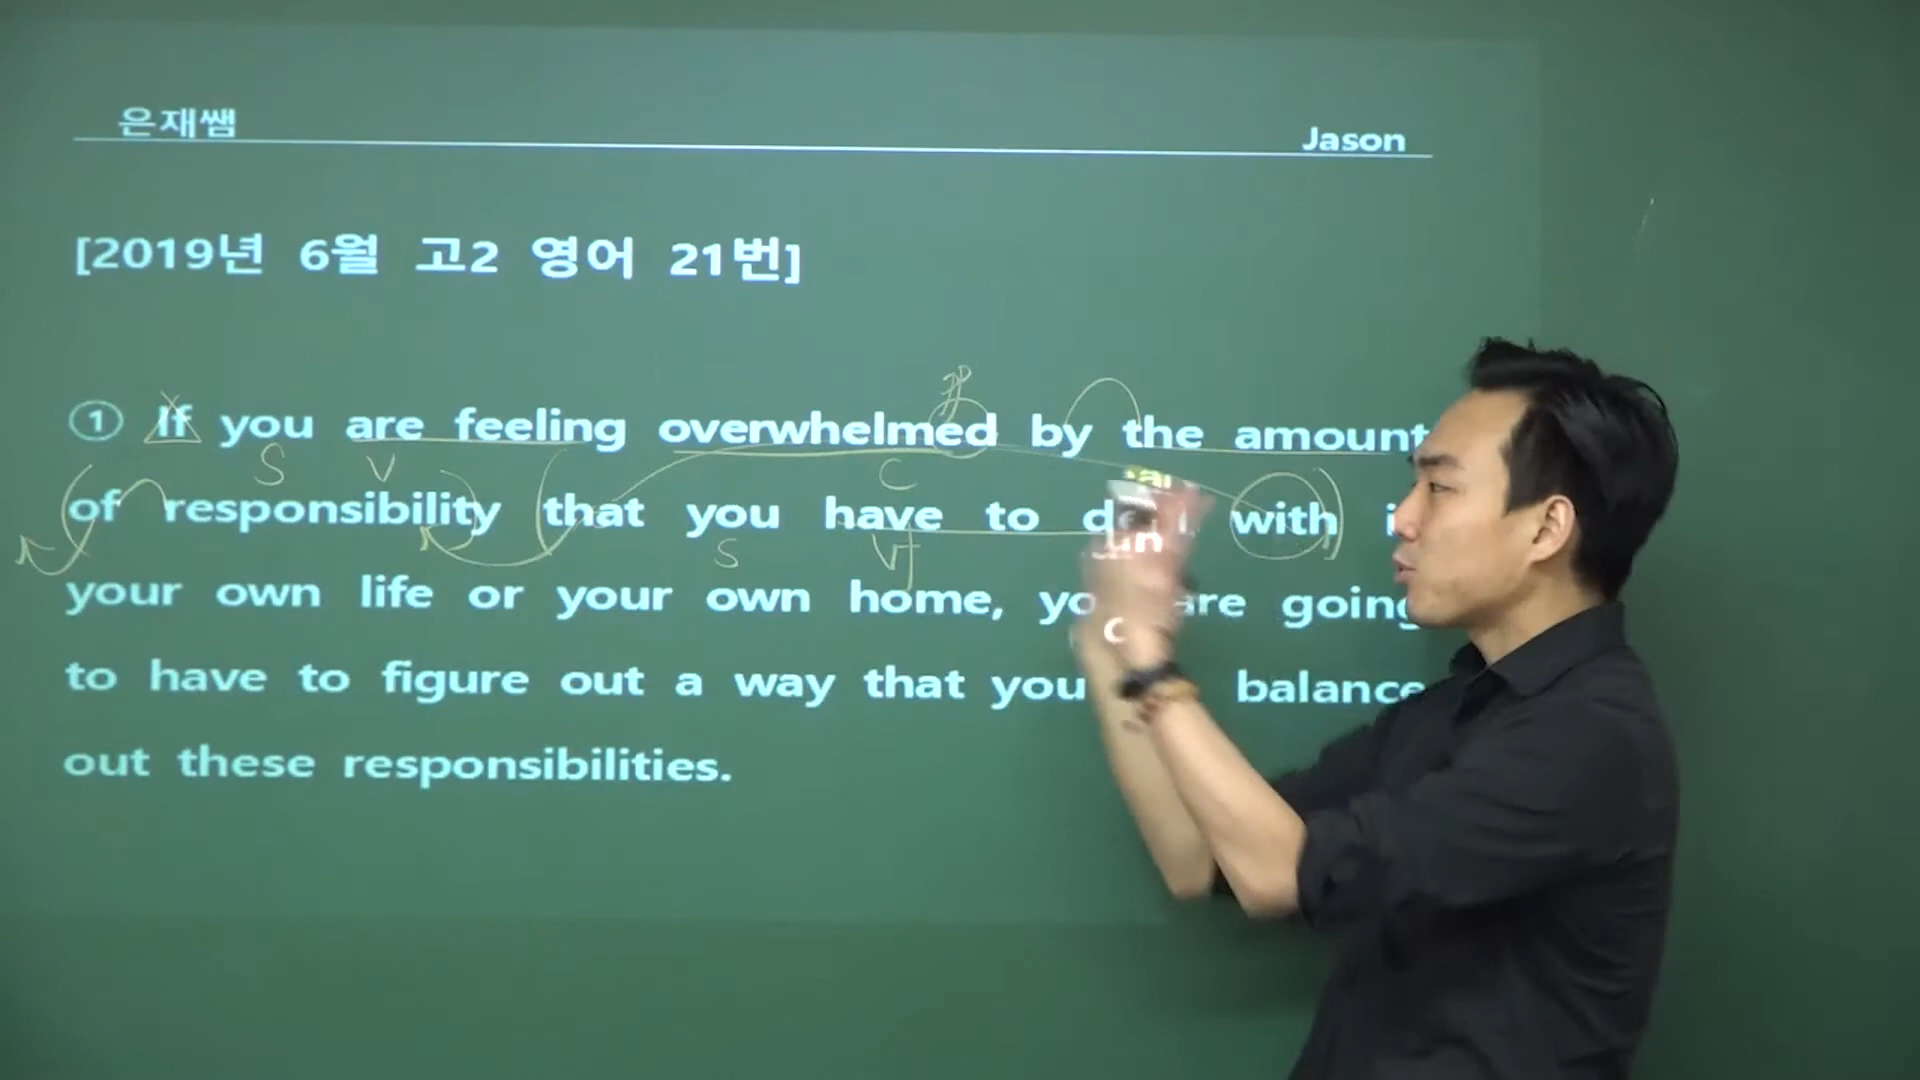 은재쌤 Jason
[2019년 6월 고2 영어 21번]
① If you are feeling overwhelmed by the amount
of responsibility that you have to with
your own life or your own home, are going
to have to figure out a way that you balance
out these responsibilities.
S V C
S V